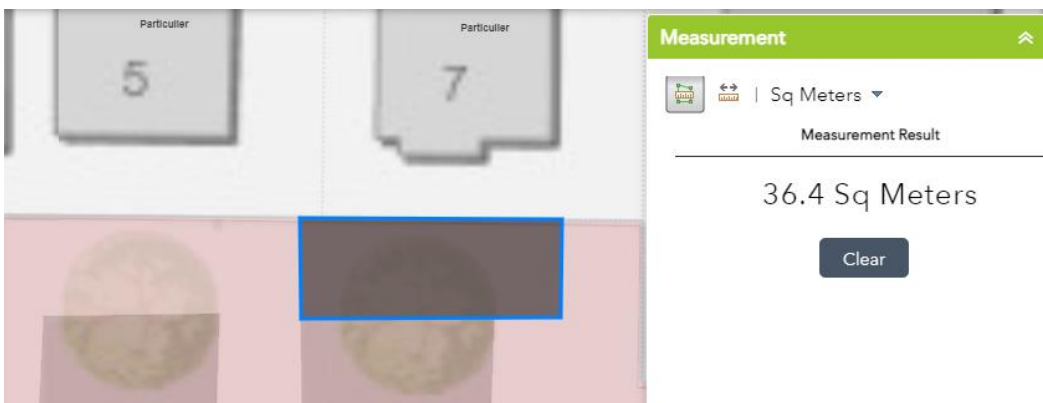 Particulier
Particulier
5
7
Measurement
| Sq Meters
Measurement Result
36.4 Sq Meters
Clear